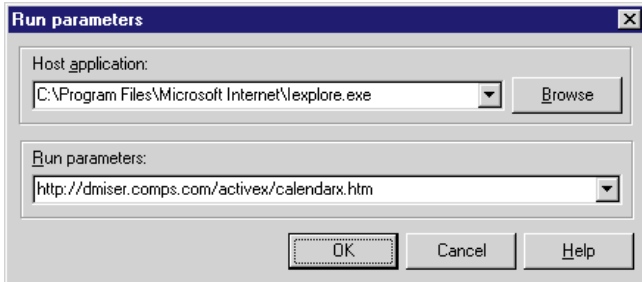 Run parameters
Host application:
C:\Program Files\Microsoft Internet\Iexplore.exe
Browse
Run parameters:
http://dmiser.comps.com/activex/calendarx.htm
OK
Cancel
Help